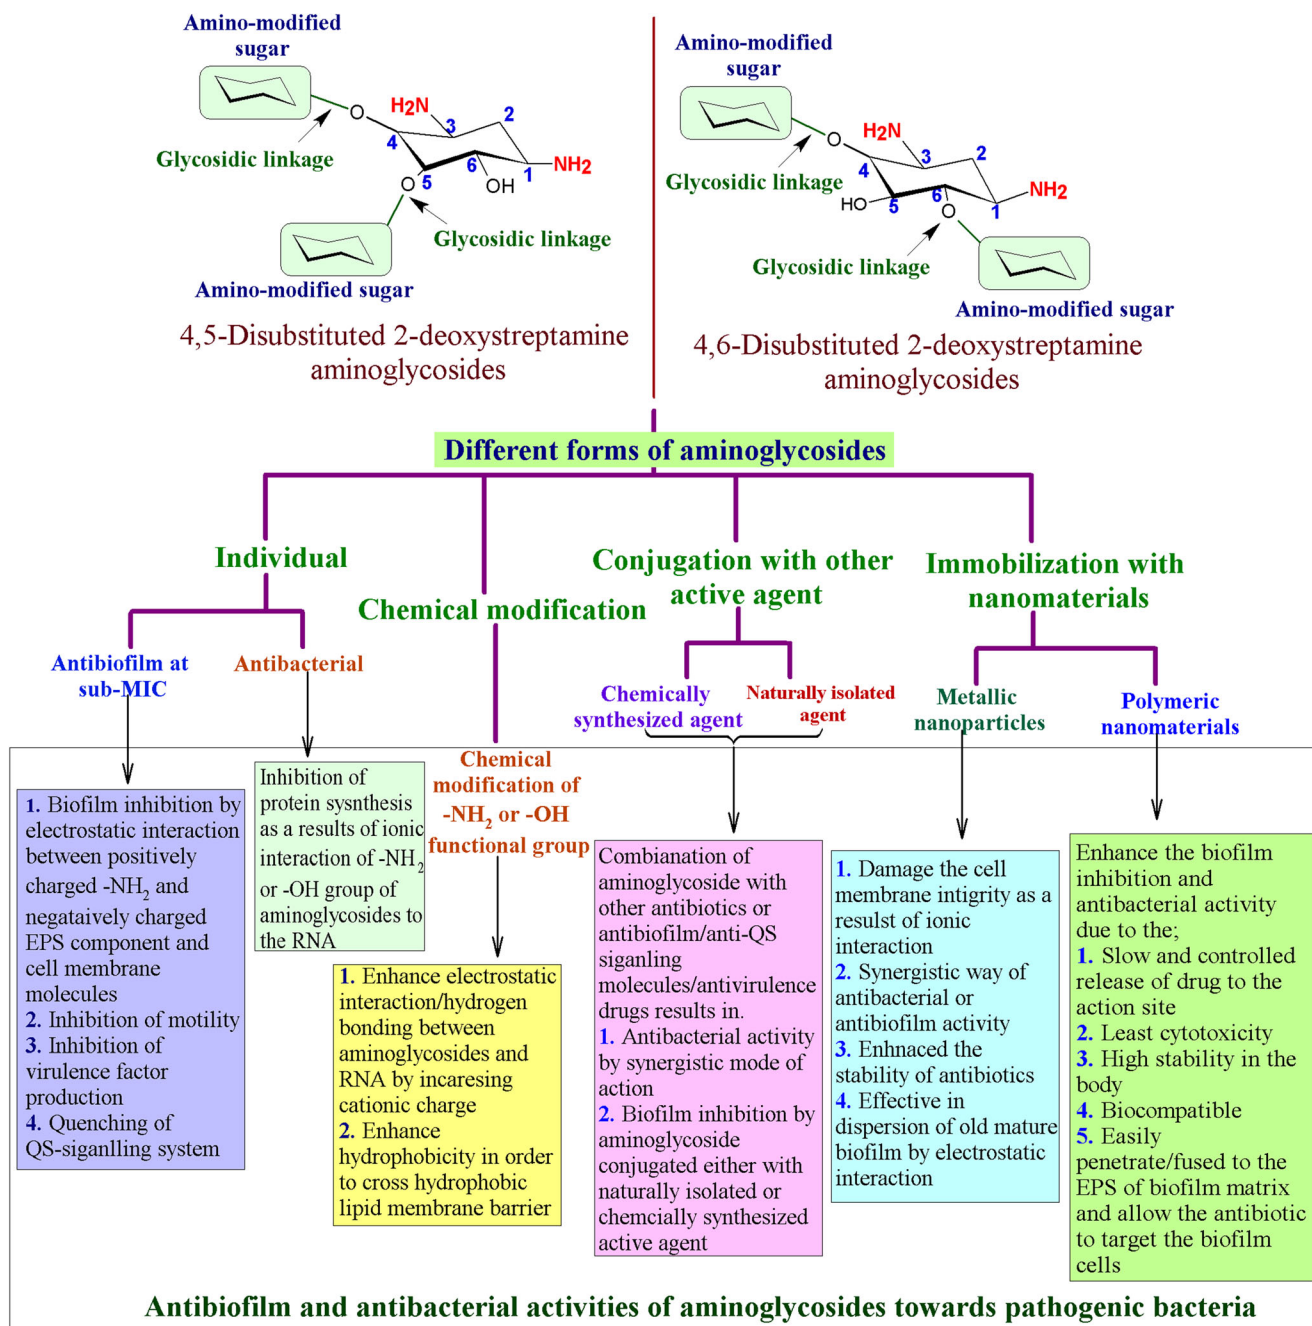 Amino-modified
sugar
O
H2N
2
3
4
6
5
1
NH2
OH
O
Glycosidic linkage
Glycosidic linkage
Amino-modified sugar
4,5-Disubstituted 2-deoxystreptamine
aminoglycosides
Amino-modified
sugar
O
H2N
2
3
4
6
5
1
NH2
HO
O
Glycosidic linkage
Glycosidic linkage
Amino-modified sugar
4,6-Disubstituted 2-deoxystreptamine
aminoglycosides
Different forms of aminoglycosides
Individual
Chemical modification
Conjugation with other
active agent
Immobilization with
nanomaterials
Antibiofilm at
sub-MIC
Antibacterial
Chemically
synthesized agent
Naturally isolated
agent
Metallic
nanoparticles
Polymeric
nanomaterials
1. Biofilm inhibition by
electrostatic interaction
between positively
charged -NH2 and
negataively charged
EPS component and
cell membrane
molecules
2. Inhibition of motility
3. Inhibition of
virulence factor
production
4. Quenching of
QS-siganlling system
Inhibition of
protein sysnthesis
as a results of ionic
interaction of -NH2
or -OH group of
aminoglycosides to
the RNA
Chemical
modification of
-NH2 or -OH
functional group
1. Enhance electrostatic
interaction/hydrogen
bonding between
aminoglycosides and
RNA by incaresing
cationic charge
2. Enhance
hydrophobicity in order
to cross hydrophobic
lipid membrane barrier
Combianation of
aminoglycoside with
other antibiotics or
antibiofilm/anti-QS
siganling
molecules/antivirulence
drugs results in.
1. Antibacterial activity
by synergistic mode of
action
2. Biofilm inhibition by
aminoglycoside
conjugated either with
naturally isolated or
chemcially synthesized
active agent
1. Damage the cell
membrane intigrity as a
resulst of ionic
interaction
2. Synergistic way of
antibacterial or
antibiofilm activity
3. Enhnaced the
stability of antibiotics
4. Effective in
dispersion of old mature
biofilm by electrostatic
interaction
Enhance the biofilm
inhibition and
antibacterial activity
due to the;
1. Slow and controlled
release of drug to the
action site
2. Least cytotoxicity
3. High stability in the
body
4. Biocompatible
5. Easily
penetrate/fused to the
EPS of biofilm matrix
and allow the antibiotic
to target the biofilm
cells
Antibiofilm and antibacterial activities of aminoglycosides towards pathogenic bacteria